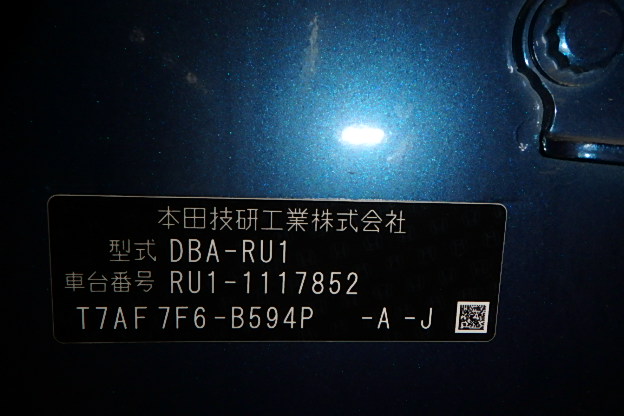 本田技研工業株式会社
型式 DBA-RU1
車台番号 RU1-1117852
T7AF 7F6-B594P -A -J